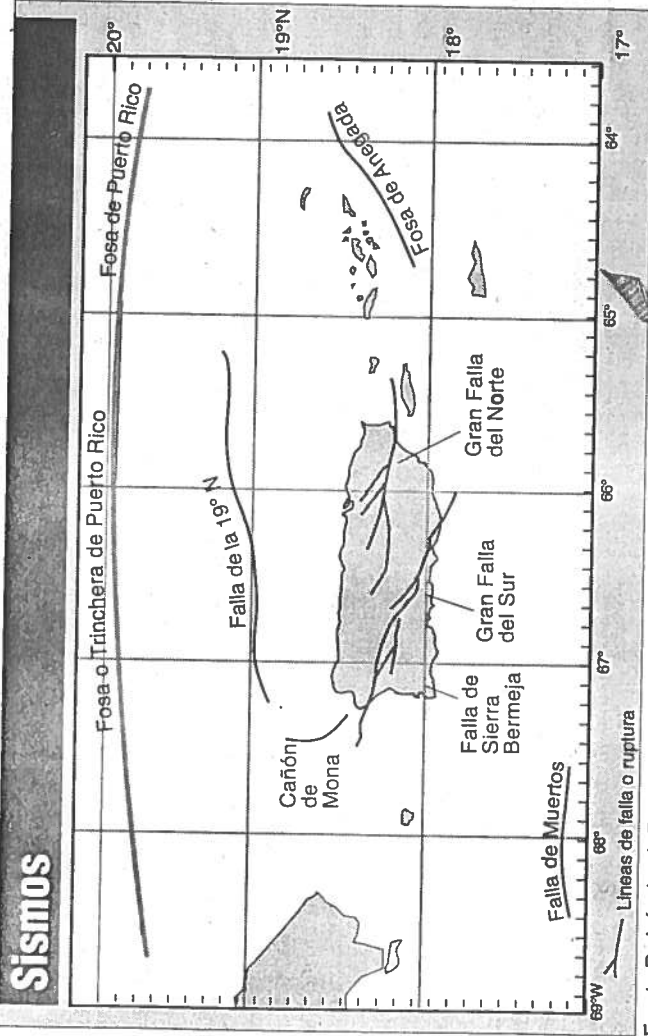 Sismos
Fosa o Trinchera de Puerto Rico
Fosa de Puerto Rico
20°
Falla de la 19° N
19°N
Cañón
de
Mona
Fosa de Anegada
18°
Falla de
Sierra
Bermeja
Gran Falla
del Sur
Gran Falla
del Norte
Falla de Muertos
17°
69°W
68°
67°
66°
65°
64°
Líneas de falla o ruptura